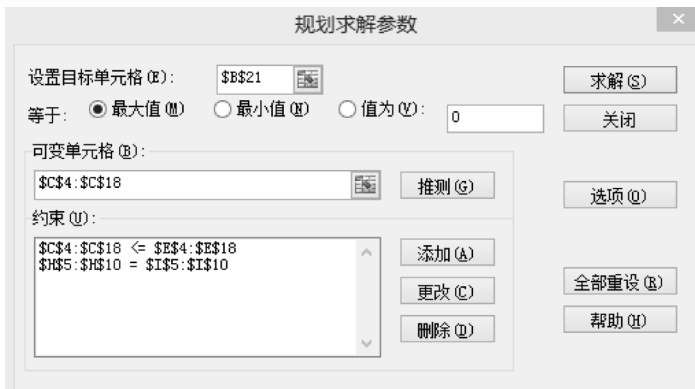 规划求解参数
×
设置目标单元格(E): $B$21 求解(S)
等于: 最大值(M) 最小值(N) 值为(V): 0 关闭
可变单元格(B):
$C$4:$C$18 推测(G) 选项(O)
约束(U):
$C$4:$C$18 <= $E$4:$E$18 添加(A)
$H$5:$H$10 = $I$5:$I$10
更改(C) 全部重设(R)
删除(D) 帮助(H)